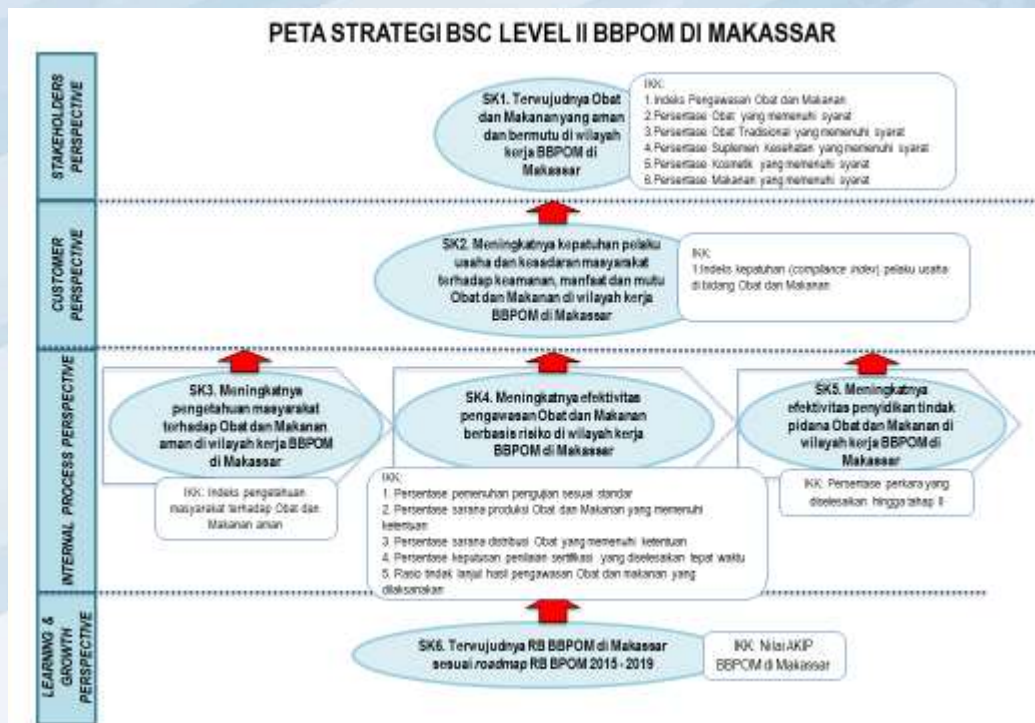 PETA STRATEGI BSC LEVEL II BBPOM DI MAKASSAR
STAKEHOLDERS
PERSPECTIVE
SK1. Terwujudnya Obat
dan Makanan yang aman
dan bermutu di wilayah
kerja BBPOM di
Makassar
IKK:
1.Indeks Pengawasan Obat dan Makanan
2.Persentase Obat yang memenuhi syarat
3.Persentase Obat Tradisional yang memenuhi syarat
4.Persentase Suplemen Kesehatan yang memenuhi syarat
5.Persentase Kosmetik yang memenuhi syarat
6.Persentase Makanan yang memenuhi syarat
CUSTOMER
PERSPECTIVE
SK2. Meningkatnya kepatuhan pelaku
usaha dan kesadaran masyarakat
terhadap keamanan, manfaat dan mutu
Obat dan Makanan di wilayah kerja
BBPOM di Makassar
IKK:
1.Indeks kepatuhan (compliance index) pelaku usaha
di bidang Obat dan Makanan
INTERNAL PROCESS PERSPECTIVE
SK3. Meningkatnya
pengetahuan masyarakat
terhadap Obat dan Makanan
aman di wilayah kerja BBPOM
di Makassar
IKK: Indeks pengetahuan
masyarakat terhadap Obat dan
Makanan aman
SK4. Meningkatnya efektivitas
pengawasan Obat dan Makanan
berbasis risiko di wilayah kerja
BBPOM di Makassar
IKK:
1. Persentase pemenuhan pengujian sesuai standar
2. Persentase sarana produksi Obat dan Makanan yang memenuhi
ketentuan
3. Persentase sarana distribusi Obat yang memenuhi ketentuan
4. Persentase keputusan penilaian sertifikasi yang diselesaikan tepat waktu
5. Rasio tindak lanjut hasil pengawasan Obat dan makanan yang
dilaksanakan
SK5. Meningkatnya
efektivitas penyidikan tindak
pidana Obat dan Makanan di
wilayah kerja BBPOM di
Makassar
IKK: Persentase perkara yang
diselesaikan hingga tahap II
LEARNING &
GROWTH
PERSPECTIVE
SK6. Terwujudnya RB BBPOM di Makassar
sesuai roadmap RB BPOM 2015 - 2019
IKK: Nilai AKIP
BBPOM di Makassar